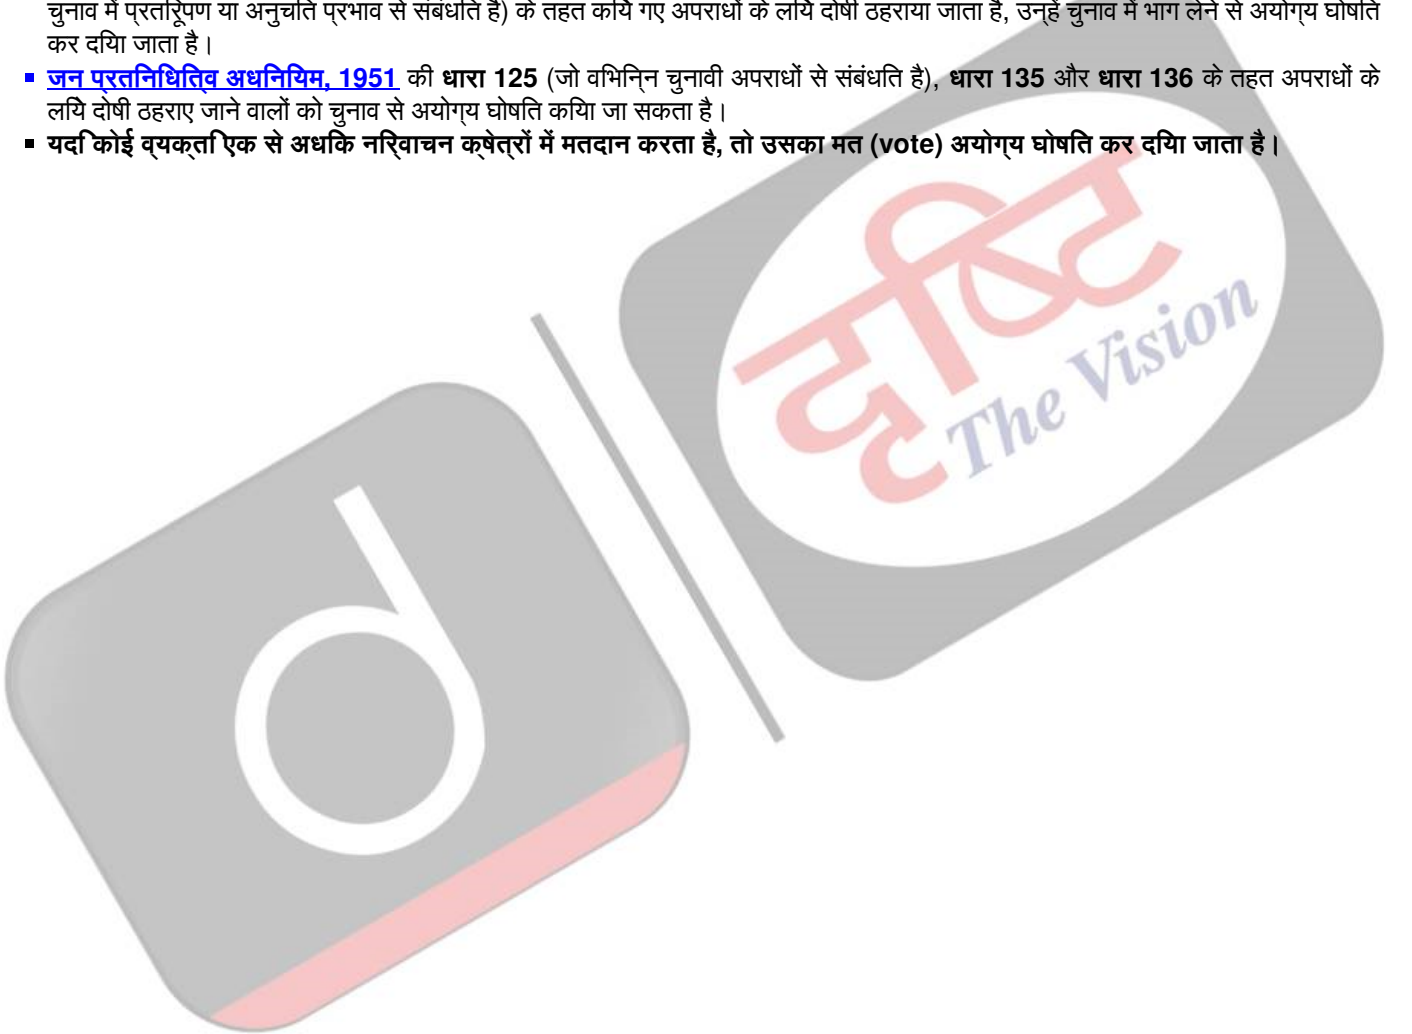 चुनाव में प्रतिरूपण या अनुचित प्रभाव से संबंधित है) के तहत किये गए अपराधों के लिये दोषी ठहराया जाता है, उन्हें चुनाव में भाग लेने से अयोग्य घोषित
कर दिया जाता है।
जन प्रतिनिधित्व अधिनियम, 1951 की धारा 125 (जो विभिन्न चुनावी अपराधों से संबंधित है), धारा 135 और धारा 136 के तहत अपराधों के
लिये दोषी ठहराए जाने वालों को चुनाव से अयोग्य घोषित किया जा सकता है।
यदि कोई व्यक्ति एक से अधिक निर्वाचन क्षेत्रों में मतदान करता है, तो उसका मत (vote) अयोग्य घोषित कर दिया जाता है।
दृष्टि
The Vision